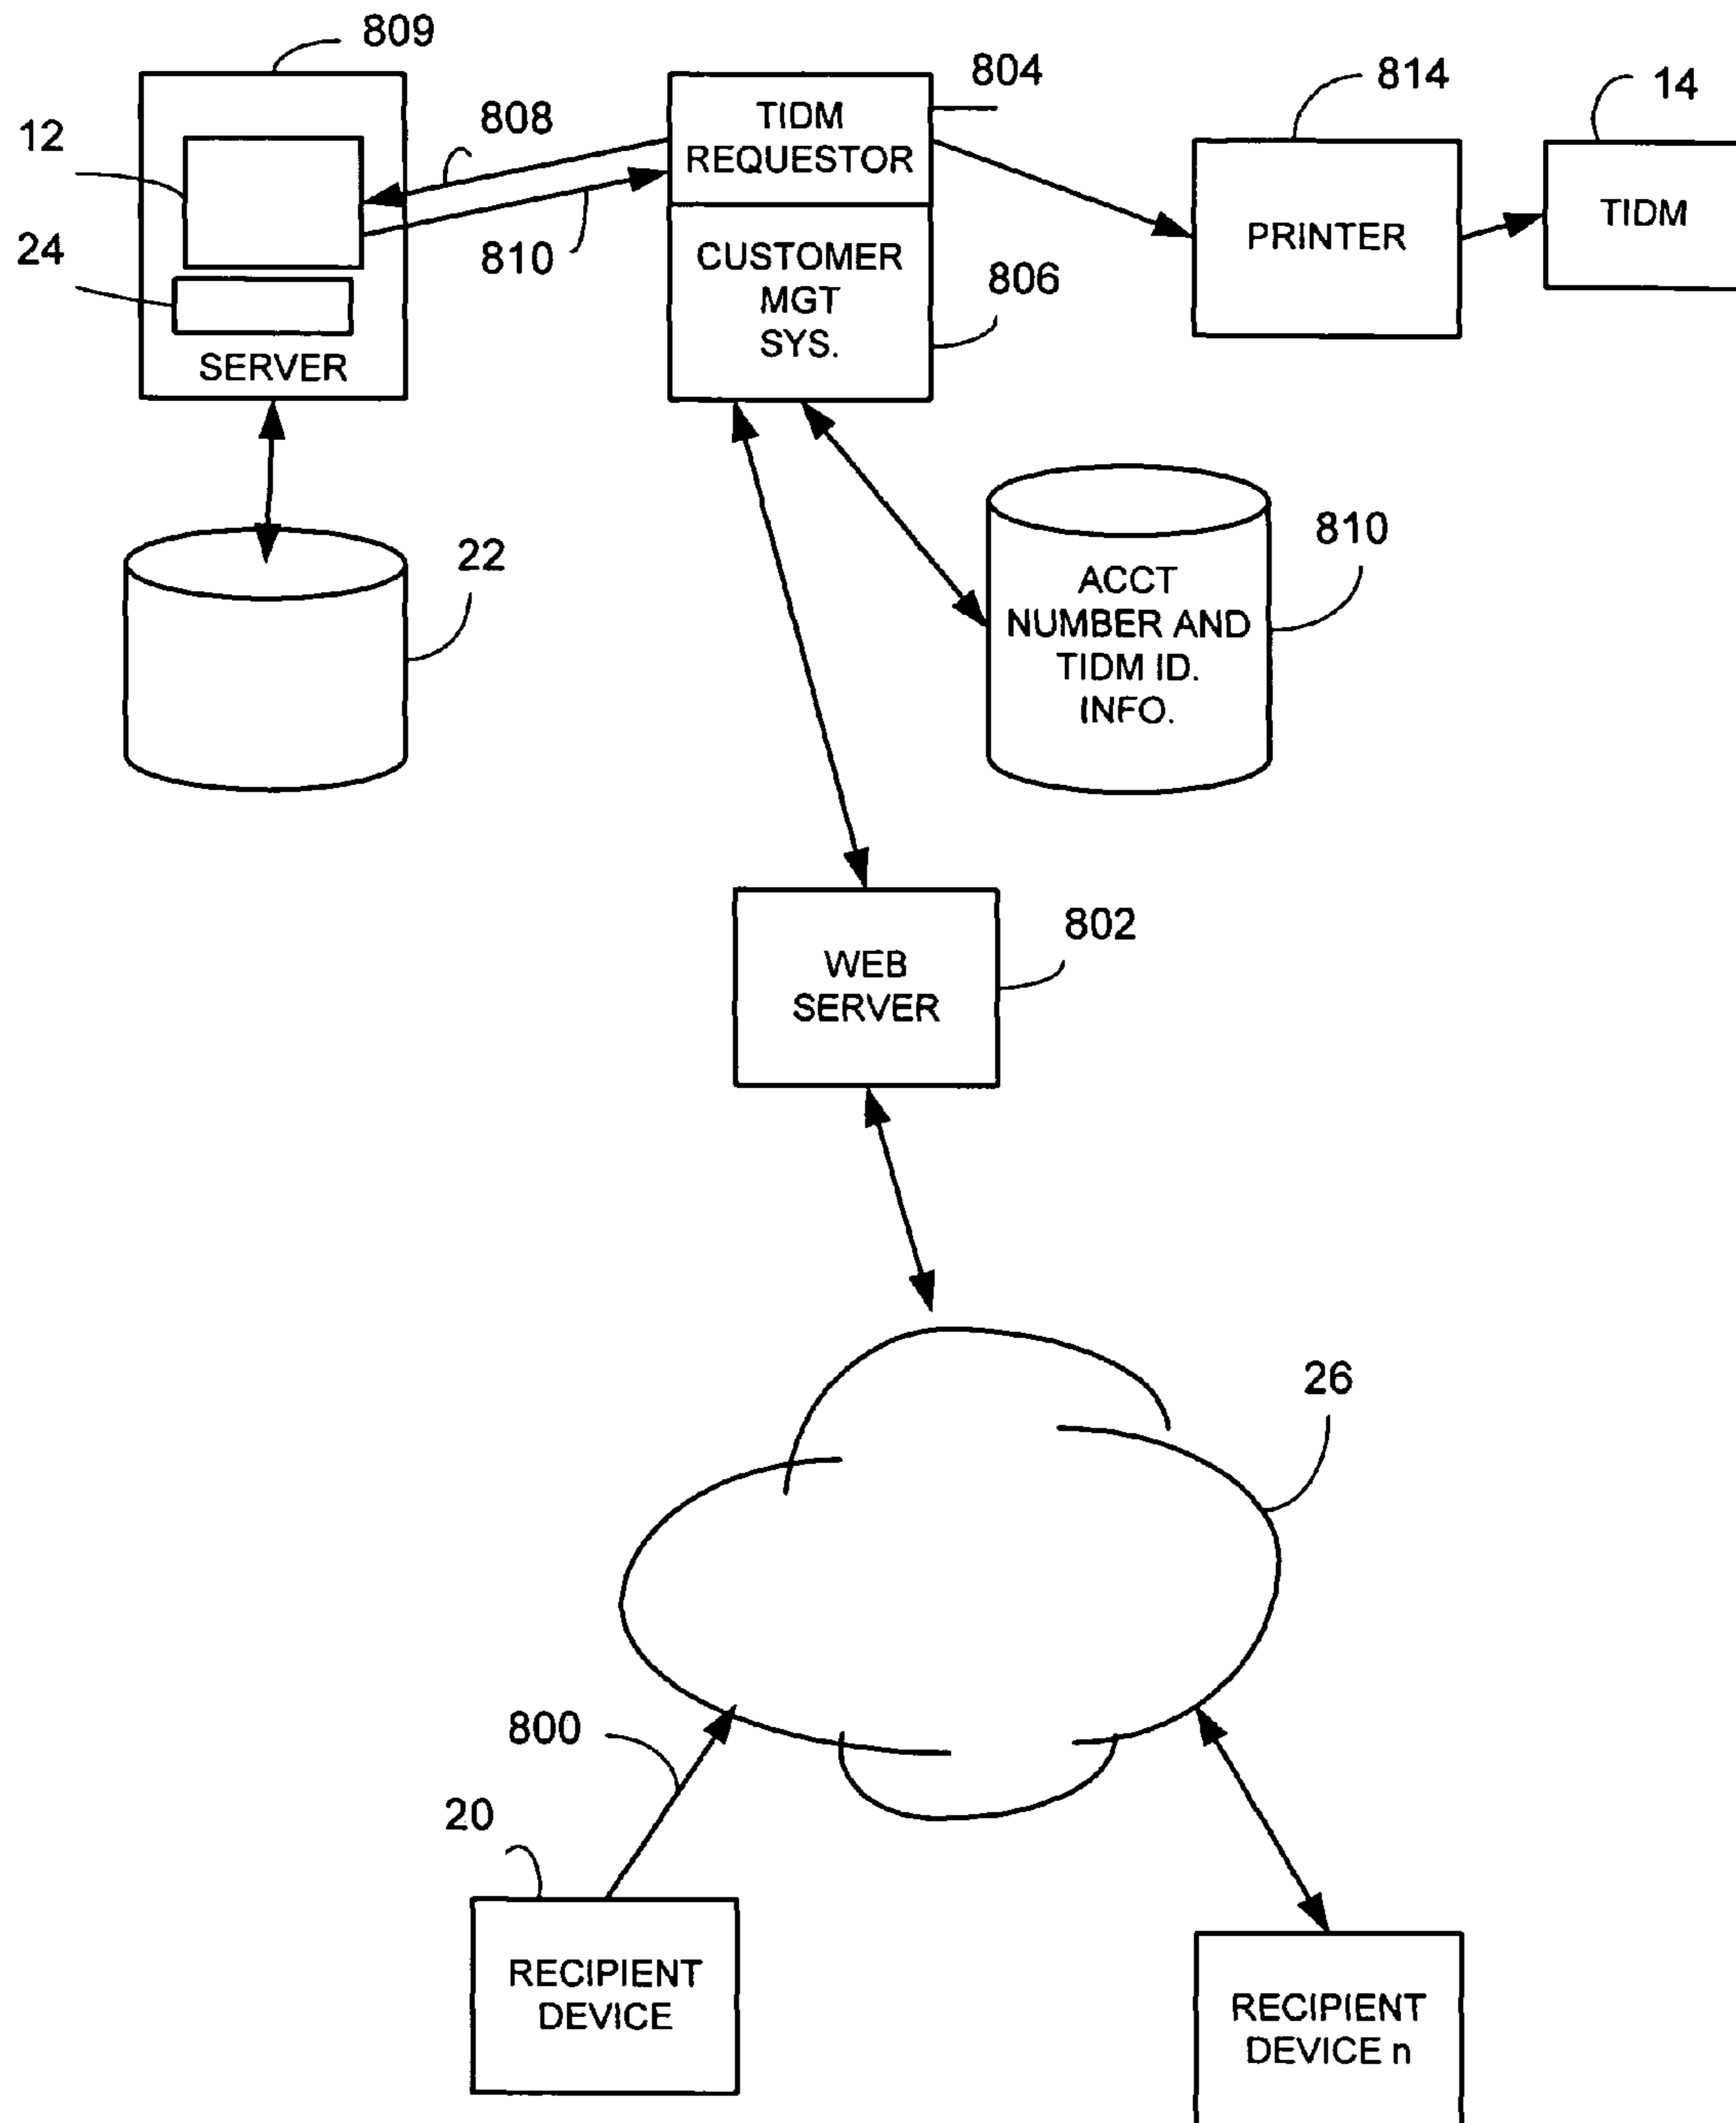 809
804
814
14
12
808
TIDM
REQUESTOR
TIDM
PRINTER
24
810
CUSTOMER
MGT
SYS.
806
SERVER
22
810
ACCT
NUMBER AND
TIDM ID.
INFO.
802
WEB
SERVER
26
800
20
RECIPIENT
DEVICE
RECIPIENT
DEVICE n